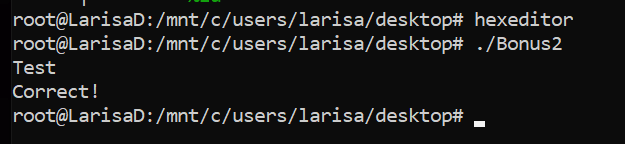 root@LarisaD:/mnt/c/users/larisa/desktop# hexeditor
root@LarisaD:/mnt/c/users/larisa/desktop# ./Bonus2
Test
Correct!
root@LarisaD:/mnt/c/users/larisa/desktop#